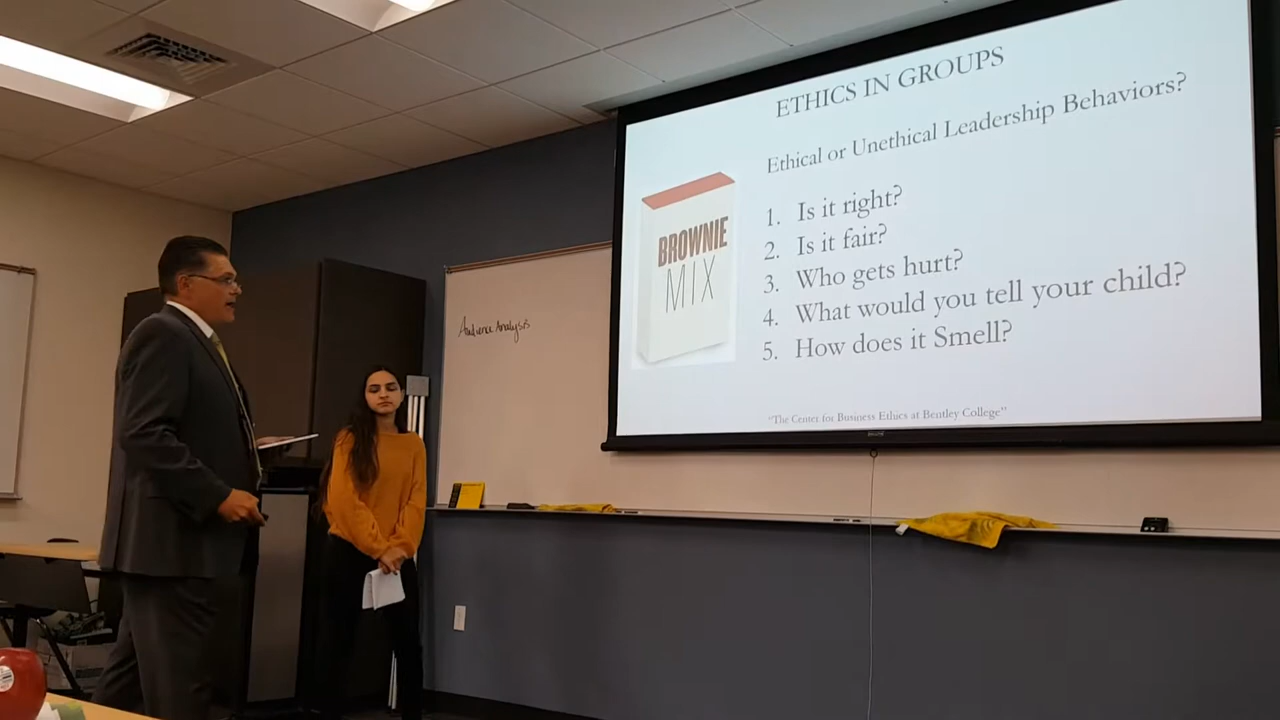 ETHICS IN GROUPS
Ethical or Unethical Leadership Behaviors?
BROWNIE
MIX
1. Is it right?
2. Is it fair?
3. Who gets hurt?
4. What would you tell your child?
5. How does it Smell?
"The Center for Business Ethics at Bentley College"
Audience Analysis